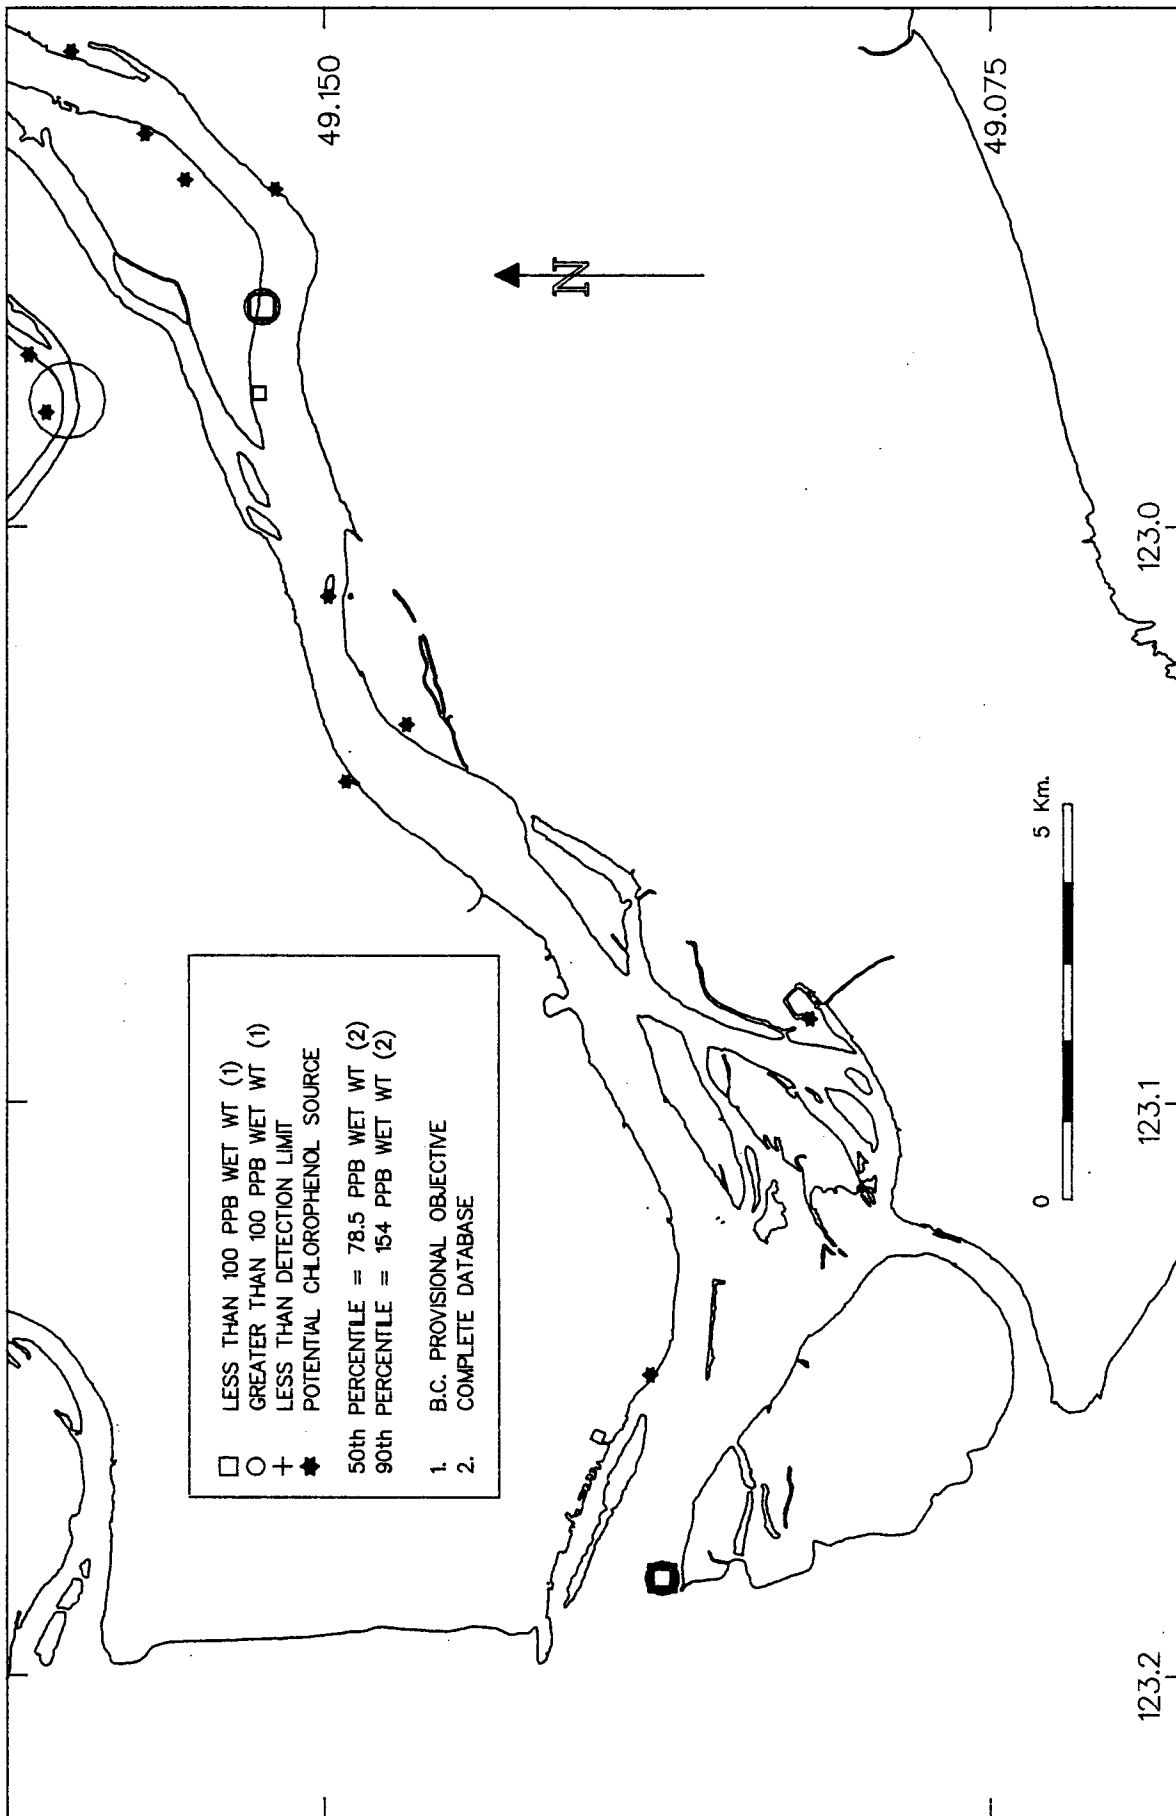 49.150
49.075
N
LESS THAN 100 PPB WET WT (1)
GREATER THAN 100 PPB WET WT (1)
LESS THAN DETECTION LIMIT
POTENTIAL CHLOROPHENOL SOURCE
50th PERCENTILE = 78.5 PPB WET WT (2)
90th PERCENTILE = 154 PPB WET WT (2)
1. B.C. PROVISIONAL OBJECTIVE
2. COMPLETE DATABASE
0 5 Km.
123.2
123.1
123.0